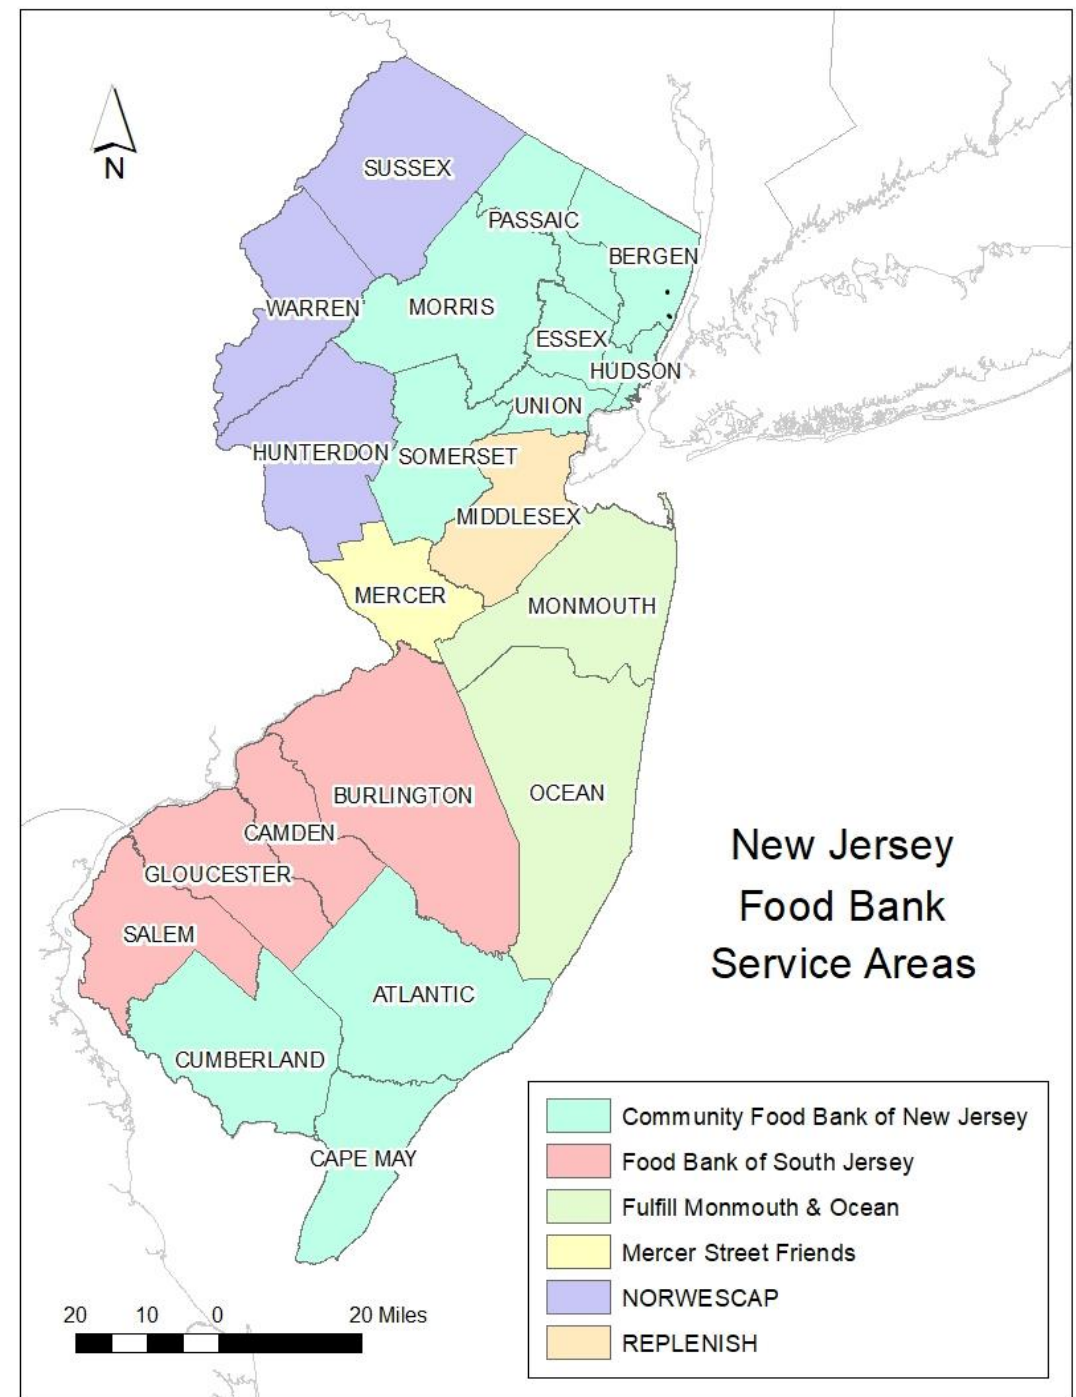 N
SUSSEX
PASSAIC
BERGEN
WARREN
MORRIS
ESSEX
HUDSON
UNION
HUNTERDON
SOMERSET
MIDDLESEX
MERCER
MONMOUTH
BURLINGTON
OCEAN
CAMDEN
GLOUCESTER
SALEM
ATLANTIC
CUMBERLAND
CAPE MAY
New Jersey
Food Bank
Service Areas
Community Food Bank of New Jersey
Food Bank of South Jersey
Fulfill Monmouth & Ocean
Mercer Street Friends
NORWESCAP
REPLENISH
20 10 0 20 Miles